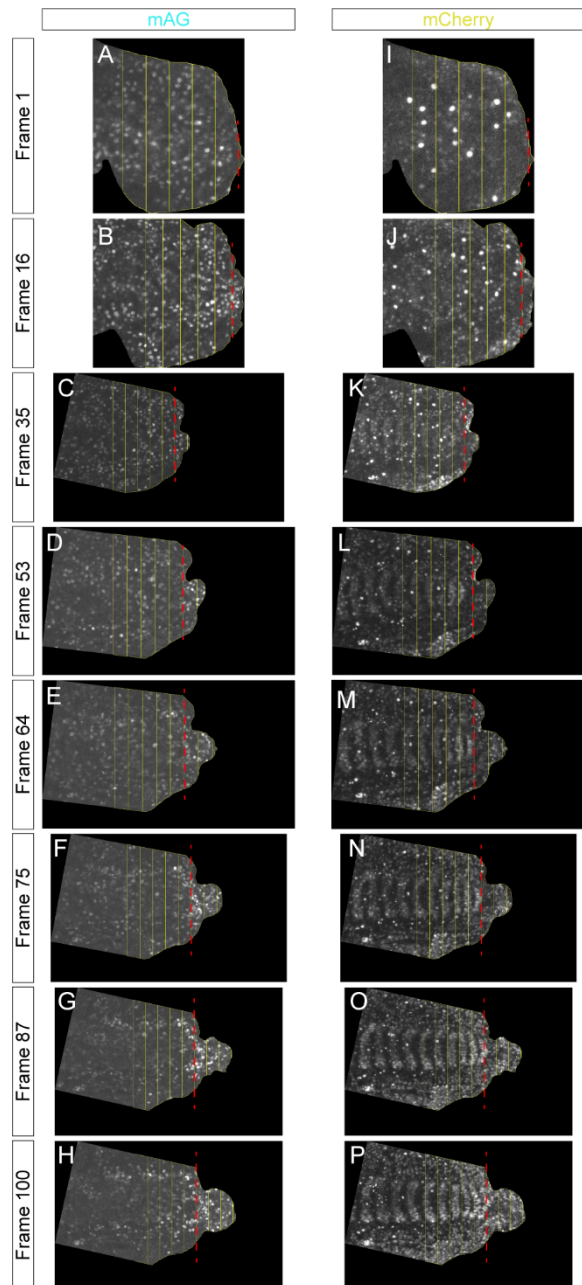 mAG mCherry
Frame 1 A I
Frame 16 B J
Frame 35 C K
Frame 53 D L
Frame 64 E M
Frame 75 F N
Frame 87 G O
Frame 100 H P